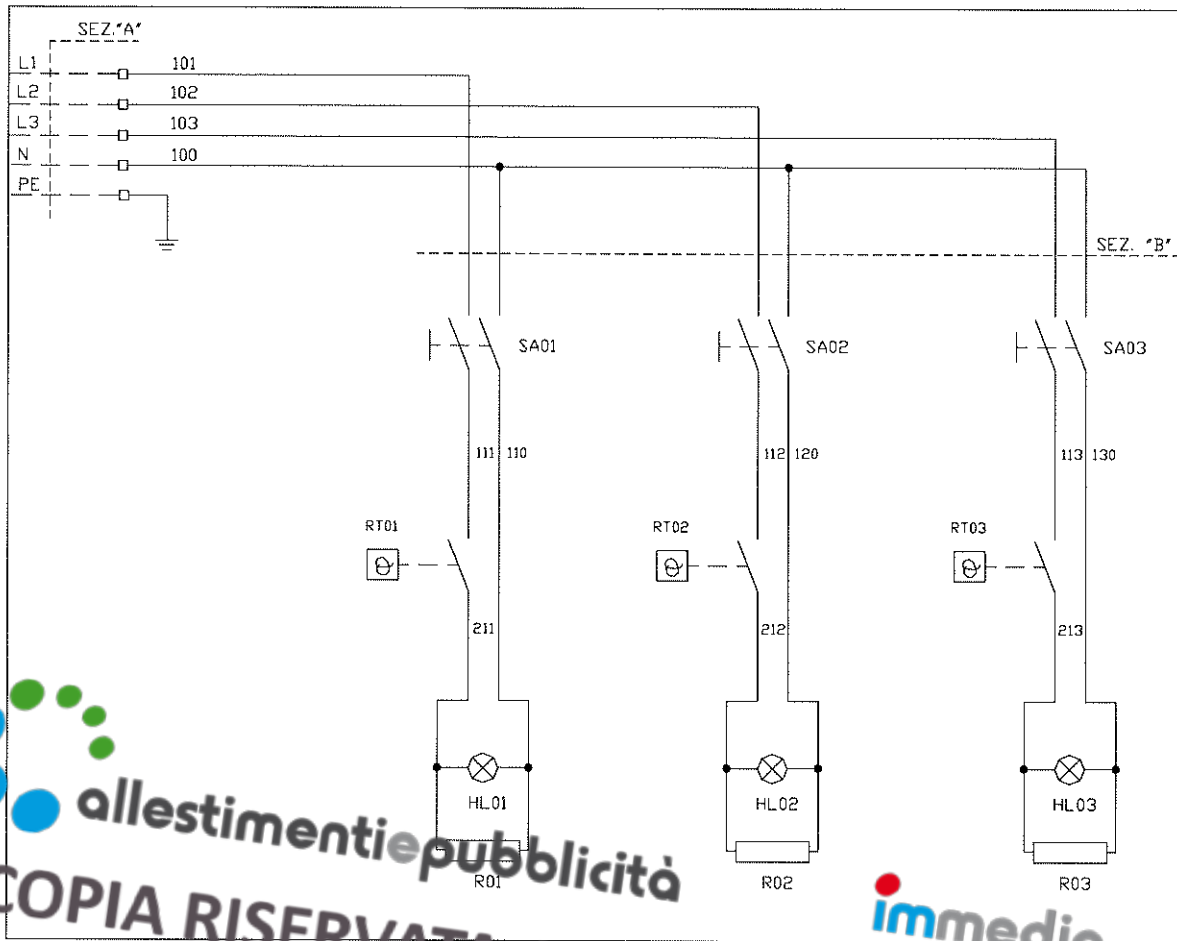 SEZ."A"
L1
101
L2
102
L3
103
N
100
PE
SEZ. "B"
SA01
SA02
SA03
111 110
112 120
113 130
RT01
RT02
RT03
211
212
213
HL01
HL02
HL03
allestimentiepubblicità
R01
R02
R03
COPIA RISERVATA
immedia